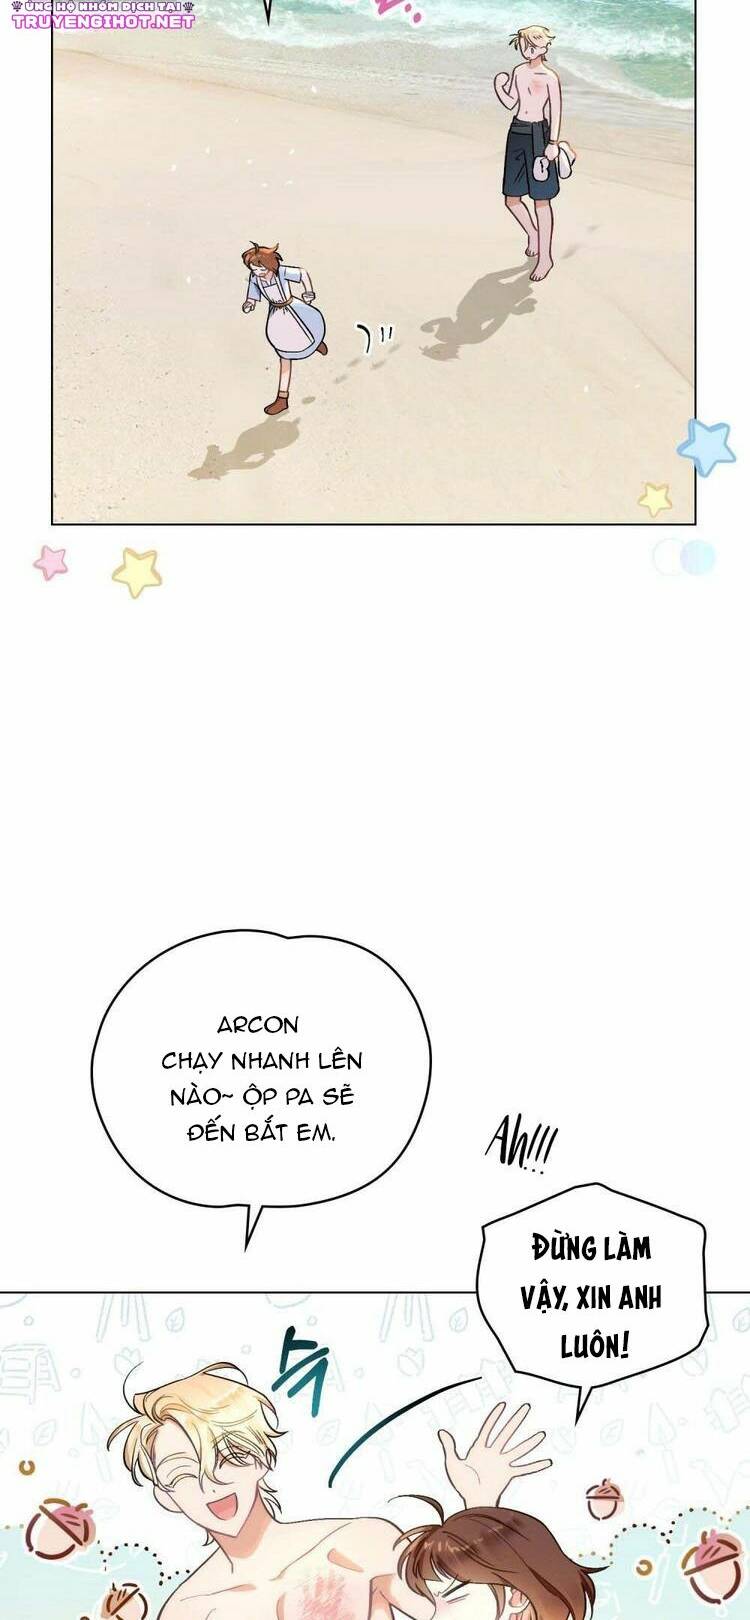 ỦNG HỘ NHÓM DỊCH TẠI
TRUYENGIHOT.NET
ARCON
CHẠY NHANH LÊN
NÀO~ ỘP PA SẼ
ĐẾN BẮT EM.
Ah!!!
ĐỪNG LÀM
VẬY, XIN ANH
LUÔN!